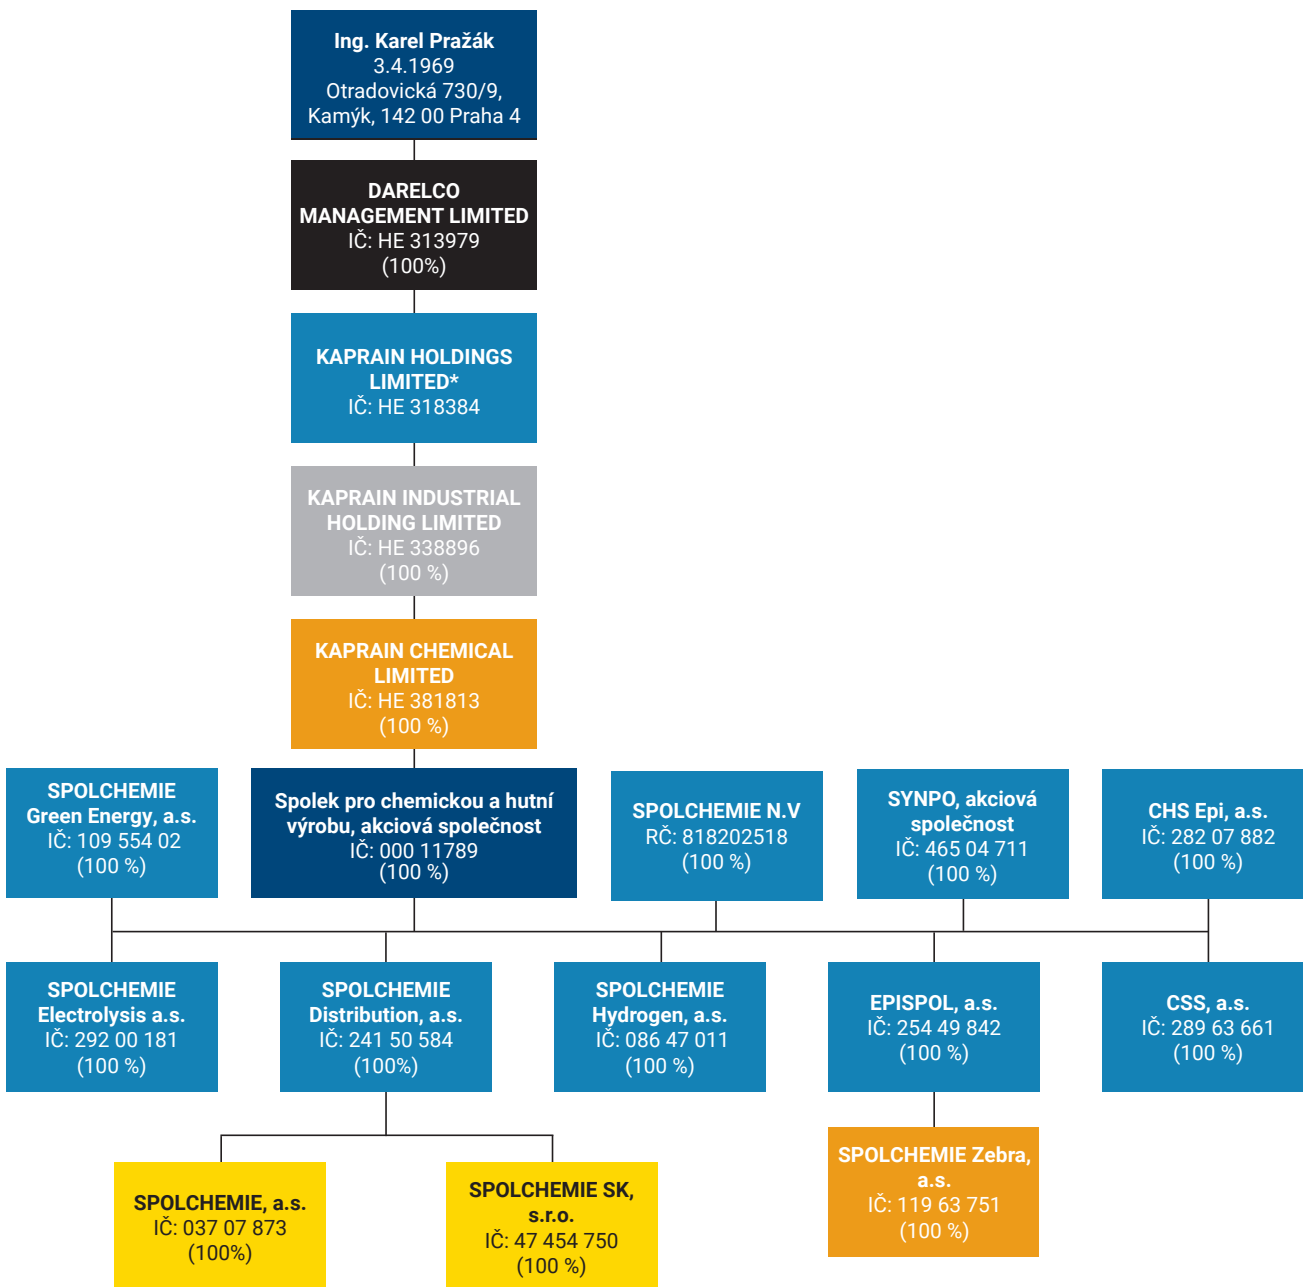 Ing. Karel Pražák
3.4.1969
Otradovická 730/9,
Kamýk, 142 00 Praha 4
DARELCO
MANAGEMENT LIMITED
IČ: HE 313979
(100%)
KAPRAIN HOLDINGS
LIMITED*
IČ: HE 318384
KAPRAIN INDUSTRIAL
HOLDING LIMITED
IČ: HE 338896
(100 %)
KAPRAIN CHEMICAL
LIMITED
IČ: HE 381813
(100 %)
SPOLCHEMIE
Green Energy, a.s.
IČ: 109 554 02
(100 %)
Spolek pro chemickou a hutní
výrobu, akciová společnost
IČ: 000 11789
(100 %)
SPOLCHEMIE N.V
RČ: 818202518
(100 %)
SYNPO, akciová
společnost
IČ: 465 04 711
(100 %)
CHS Epi, a.s.
IČ: 282 07 882
(100 %)
SPOLCHEMIE
Electrolysis a.s.
IČ: 292 00 181
(100 %)
SPOLCHEMIE
Distribution, a.s.
IČ: 241 50 584
(100%)
SPOLCHEMIE
Hydrogen, a.s.
IČ: 086 47 011
(100 %)
EPISPOL, a.s.
IČ: 254 49 842
(100 %)
CSS, a.s.
IČ: 289 63 661
(100 %)
SPOLCHEMIE, a.s.
IČ: 037 07 873
(100%)
SPOLCHEMIE SK,
s.r.o.
IČ: 47 454 750
(100 %)
SPOLCHEMIE Zebra,
a.s.
IČ: 119 63 751
(100 %)